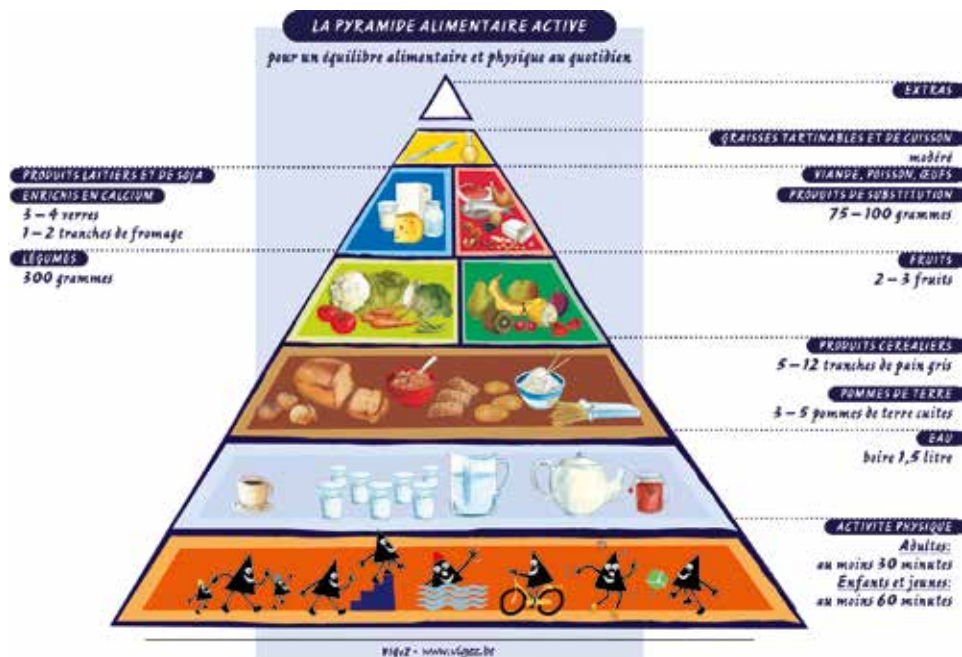 LA PYRAMIDE ALIMENTAIRE ACTIVE
pour un équilibre alimentaire et physique au quotidien
EXTRAS
GRAISSES TARTINABLES ET DE CUISSON
modéré
PRODUITS LAITIERS ET DE SOJA
ENRICHIS EN CALCIUM
3 – 4 verres
1 – 2 tranches de fromage
VIANDE, POISSON, ŒUFS
PRODUITS DE SUBSTITUTION
75 – 100 grammes
LÉGUMES
300 grammes
FRUITS
2 – 3 fruits
PRODUITS CEREALIERS
5 – 12 tranches de pain gris
POMMES DE TERRE
3 – 5 pommes de terre cuites
EAU
boire 1,5 litre
ACTIVITE PHYSIQUE
Adultes:
au moins 30 minutes
Enfants et jeunes:
au moins 60 minutes
www.vigez.be